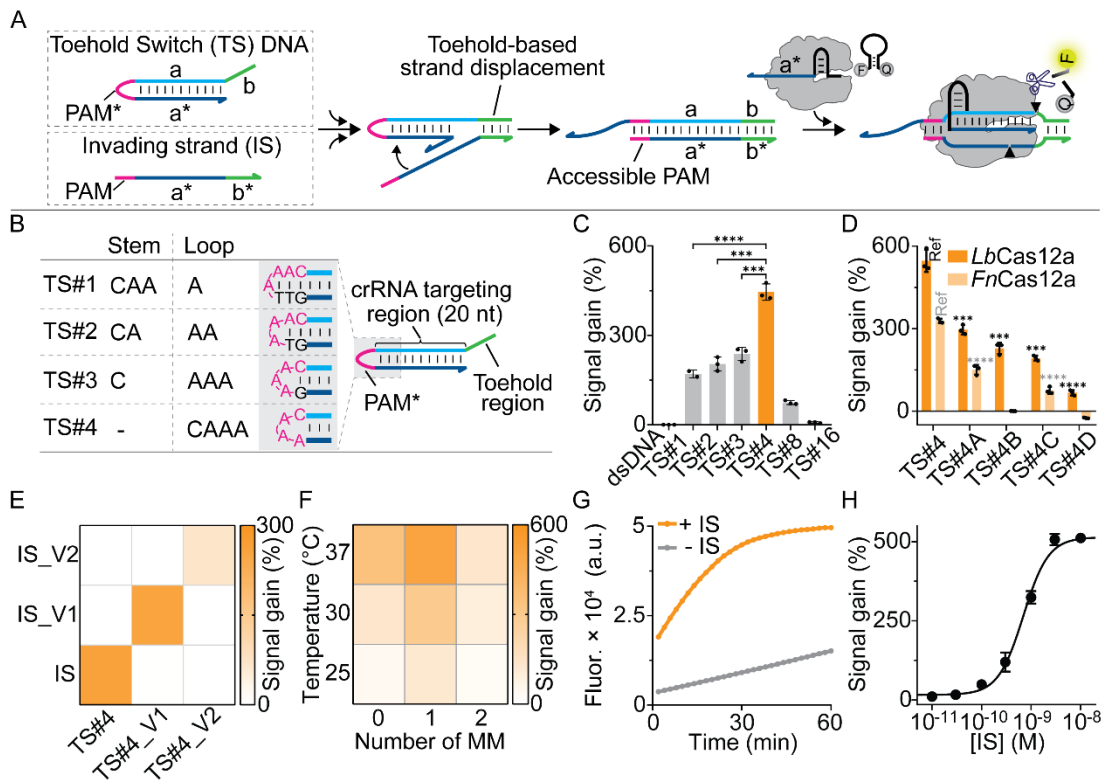 A
Toehold Switch (TS) DNA
a
b
PAM*
a*
Invading strand (IS)
PAM
a*
b*
Toehold-based
strand displacement
a
b
a*
b*
Accessible PAM
a*
F
Q
F
Q
B
Stem
Loop
TS#1
CAA
A
AAC
A
TTG
TS#2
CA
AA
AC
A
A
TG
TS#3
C
AAA
C
A
A
A
G
TS#4
-
CAAA
C
A
A
A
crRNA targeting
region (20 nt)
PAM*
Toehold
region
C
Signal gain (%)
600
300
0
****
***
***
dsDNA
TS#1
TS#2
TS#3
TS#4
TS#8
TS#16
D
Signal gain (%)
600
300
0
Ref
Ref
LbCas12a
FnCas12a
***
****
***
***
****
****
TS#4
TS#4A
TS#4B
TS#4C
TS#4D
E
IS_V2
IS_V1
IS
TS#4
TS#4_V1
TS#4_V2
300
0
Signal gain (%)
F
Temperature (°C)
37
30
25
0
1
2
Number of MM
600
0
Signal gain (%)
G
Fluor. × 10⁴ (a.u.)
5
2.5
0
+ IS
- IS
0
30
60
Time (min)
H
Signal gain (%)
500
250
0
10⁻¹¹
10⁻¹⁰
10⁻⁹
10⁻⁸
[IS] (M)